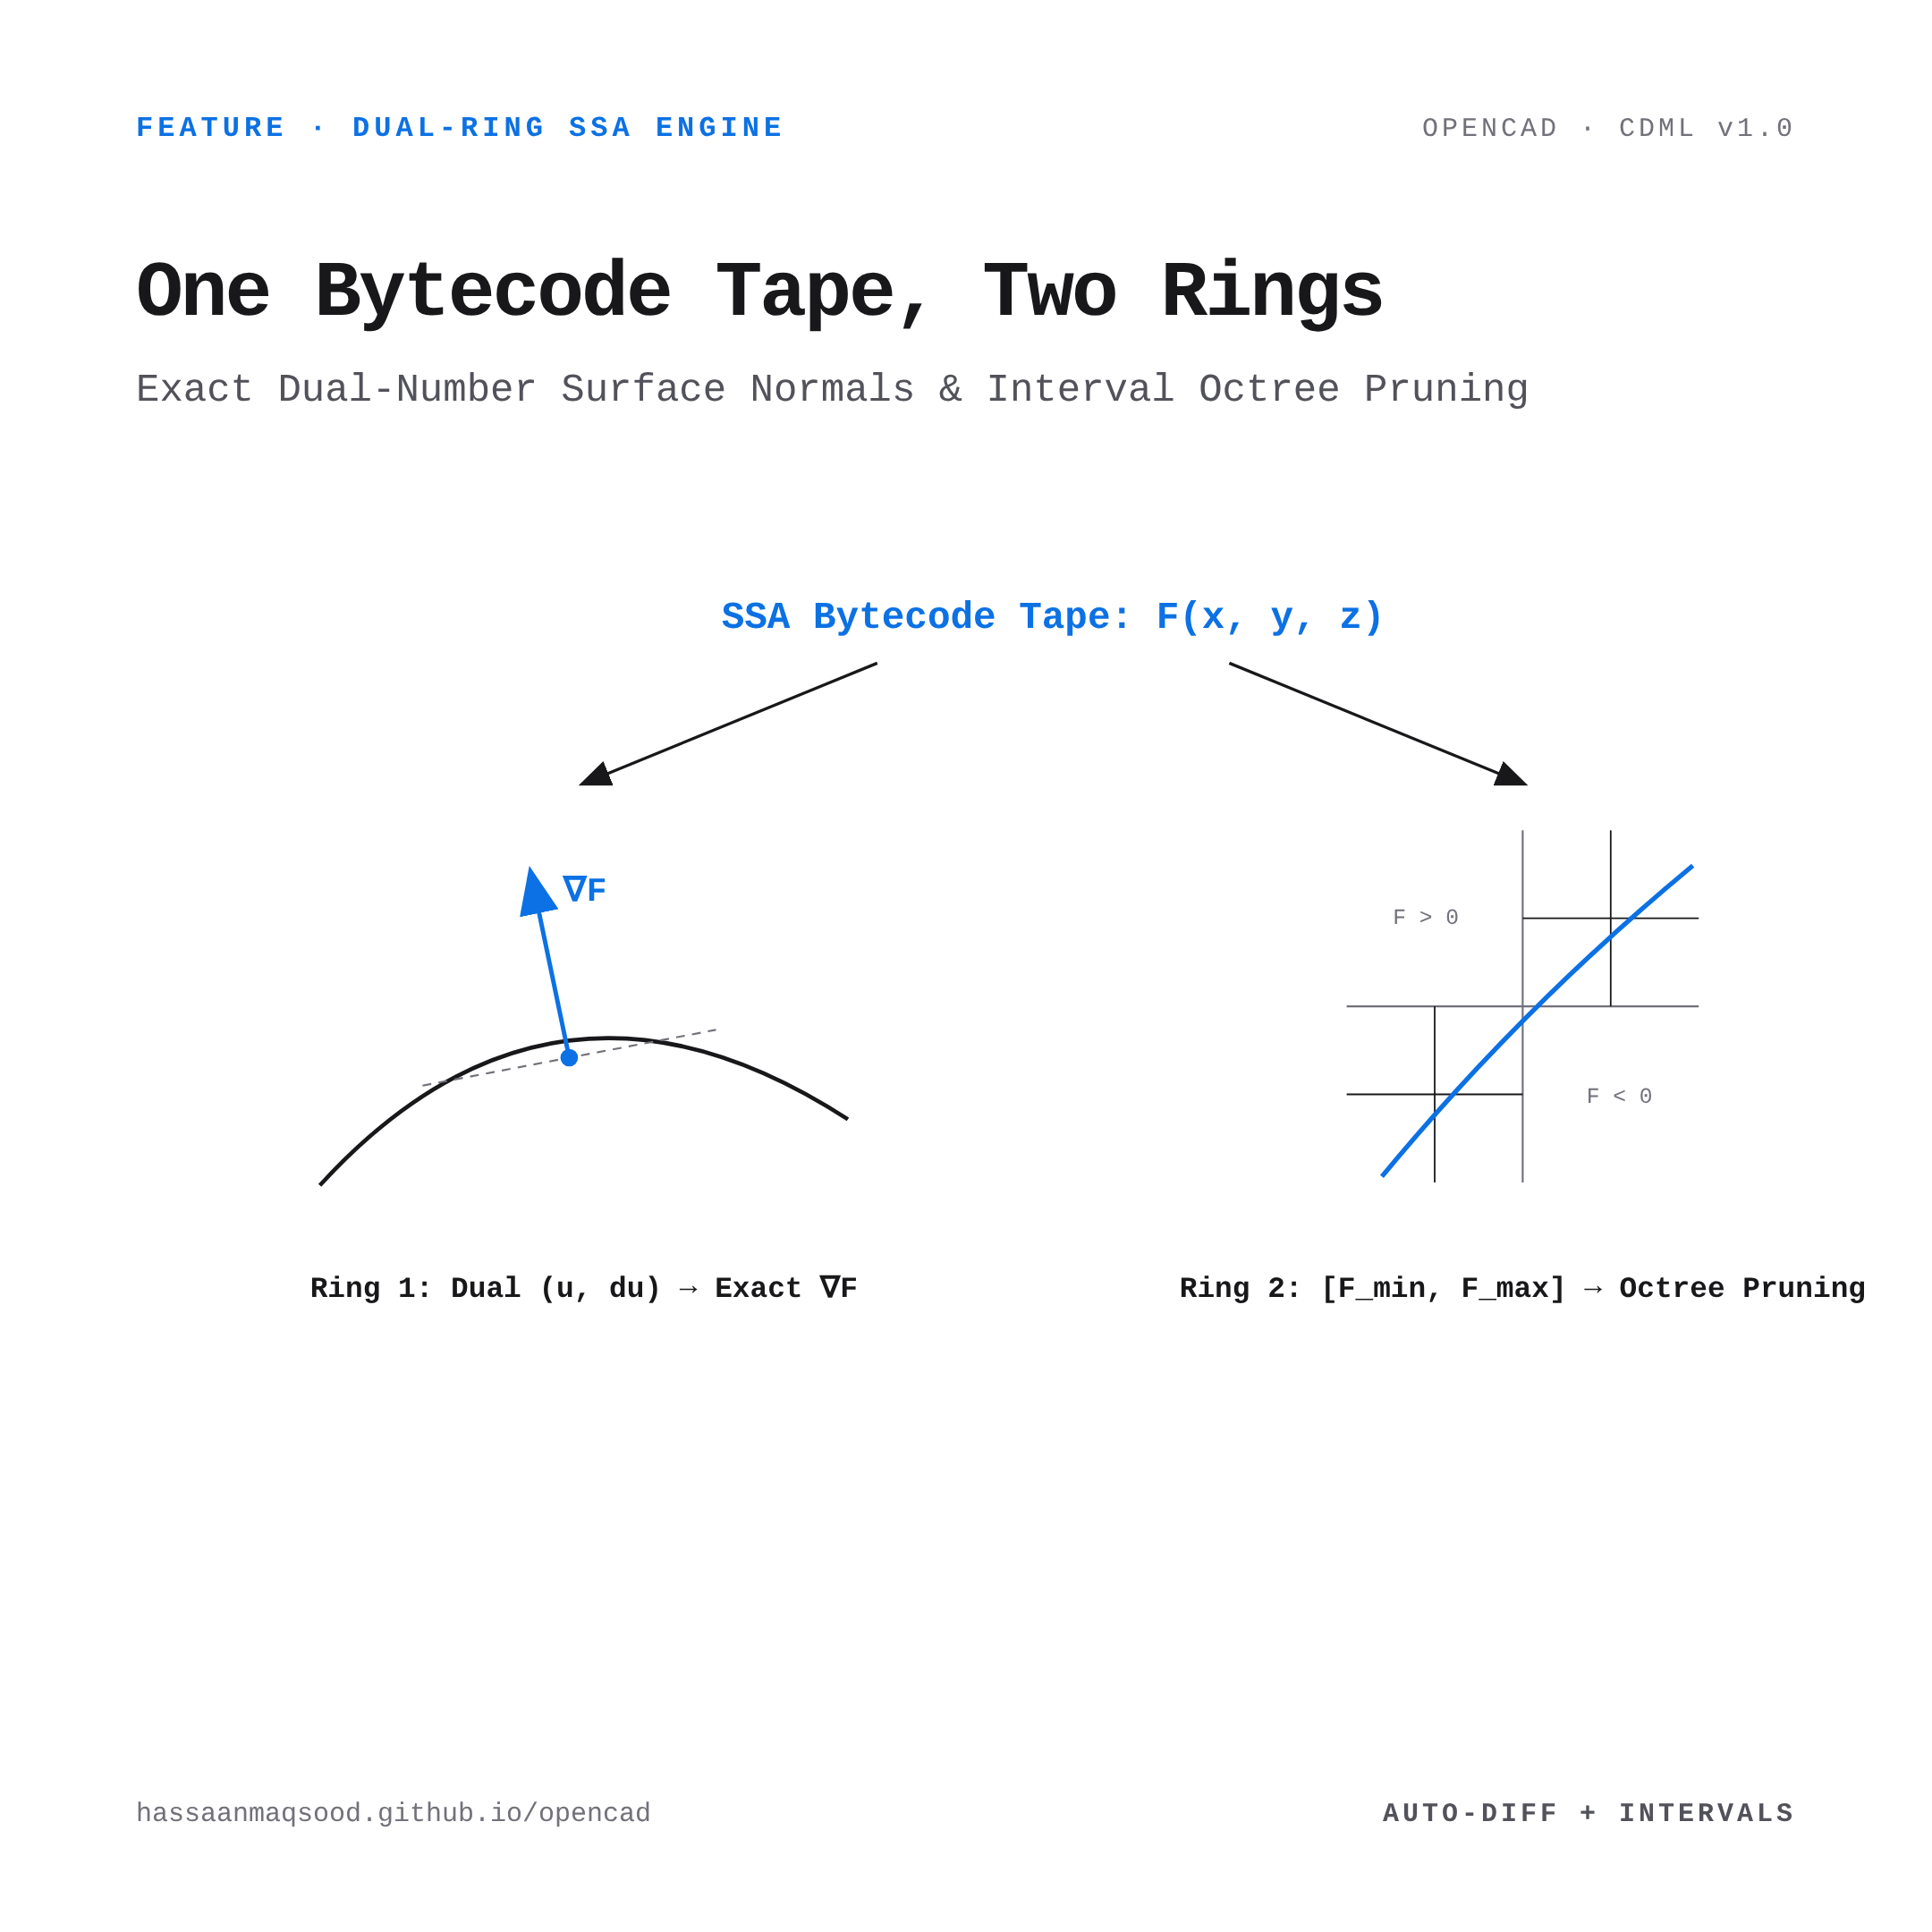 FEATURE · DUAL-RING SSA ENGINE
OPENCAD · CDML v1.0
One Bytecode Tape, Two Rings
Exact Dual-Number Surface Normals & Interval Octree Pruning
SSA Bytecode Tape: F(x, y, z)
∇F
F > 0
F < 0
Ring 1: Dual (u, du) → Exact ∇F
Ring 2: [F_min, F_max] → Octree Pruning
hassaanmaqsood.github.io/opencad
AUTO-DIFF + INTERVALS